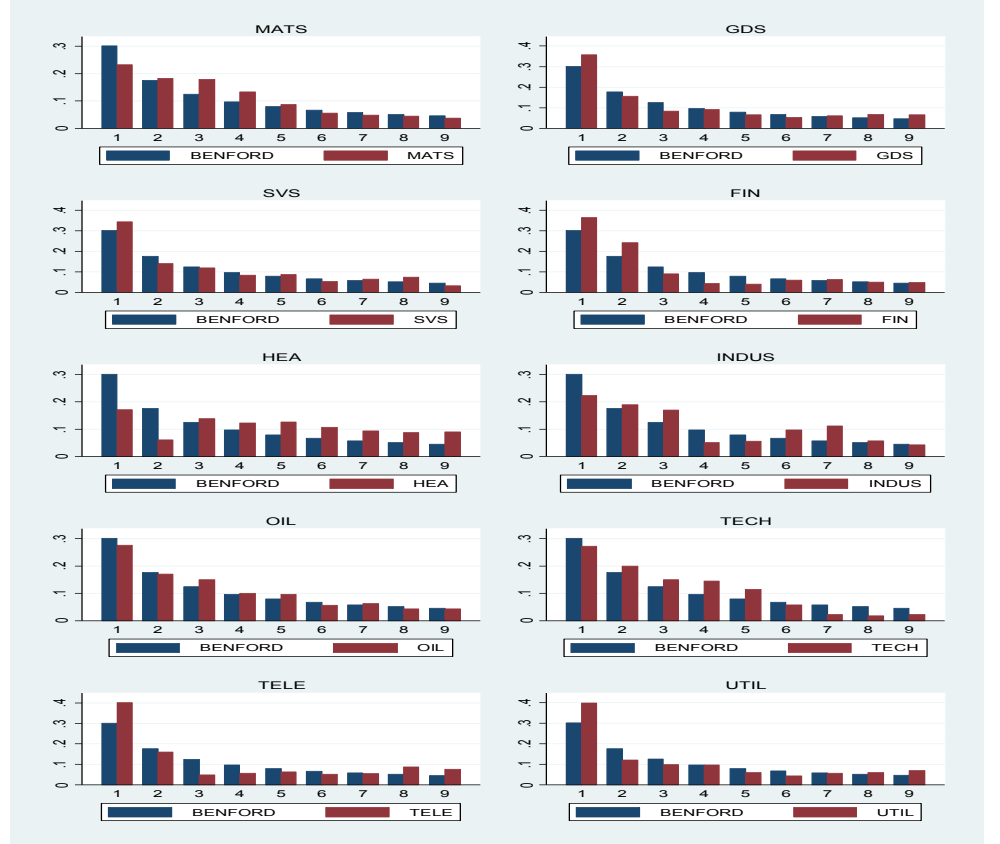 MATS
.3
.2
.1
0
1 2 3 4 5 6 7 8 9
BENFORD MATS
GDS
.4
.3
.2
.1
0
1 2 3 4 5 6 7 8 9
BENFORD GDS
SVS
.4
.3
.2
.1
0
1 2 3 4 5 6 7 8 9
BENFORD SVS
FIN
.4
.3
.2
.1
0
1 2 3 4 5 6 7 8 9
BENFORD FIN
HEA
.3
.2
.1
0
1 2 3 4 5 6 7 8 9
BENFORD HEA
INDUS
.3
.2
.1
0
1 2 3 4 5 6 7 8 9
BENFORD INDUS
OIL
.3
.2
.1
0
1 2 3 4 5 6 7 8 9
BENFORD OIL
TECH
.3
.2
.1
0
1 2 3 4 5 6 7 8 9
BENFORD TECH
TELE
.4
.3
.2
.1
0
1 2 3 4 5 6 7 8 9
BENFORD TELE
UTIL
.4
.3
.2
.1
0
1 2 3 4 5 6 7 8 9
BENFORD UTIL